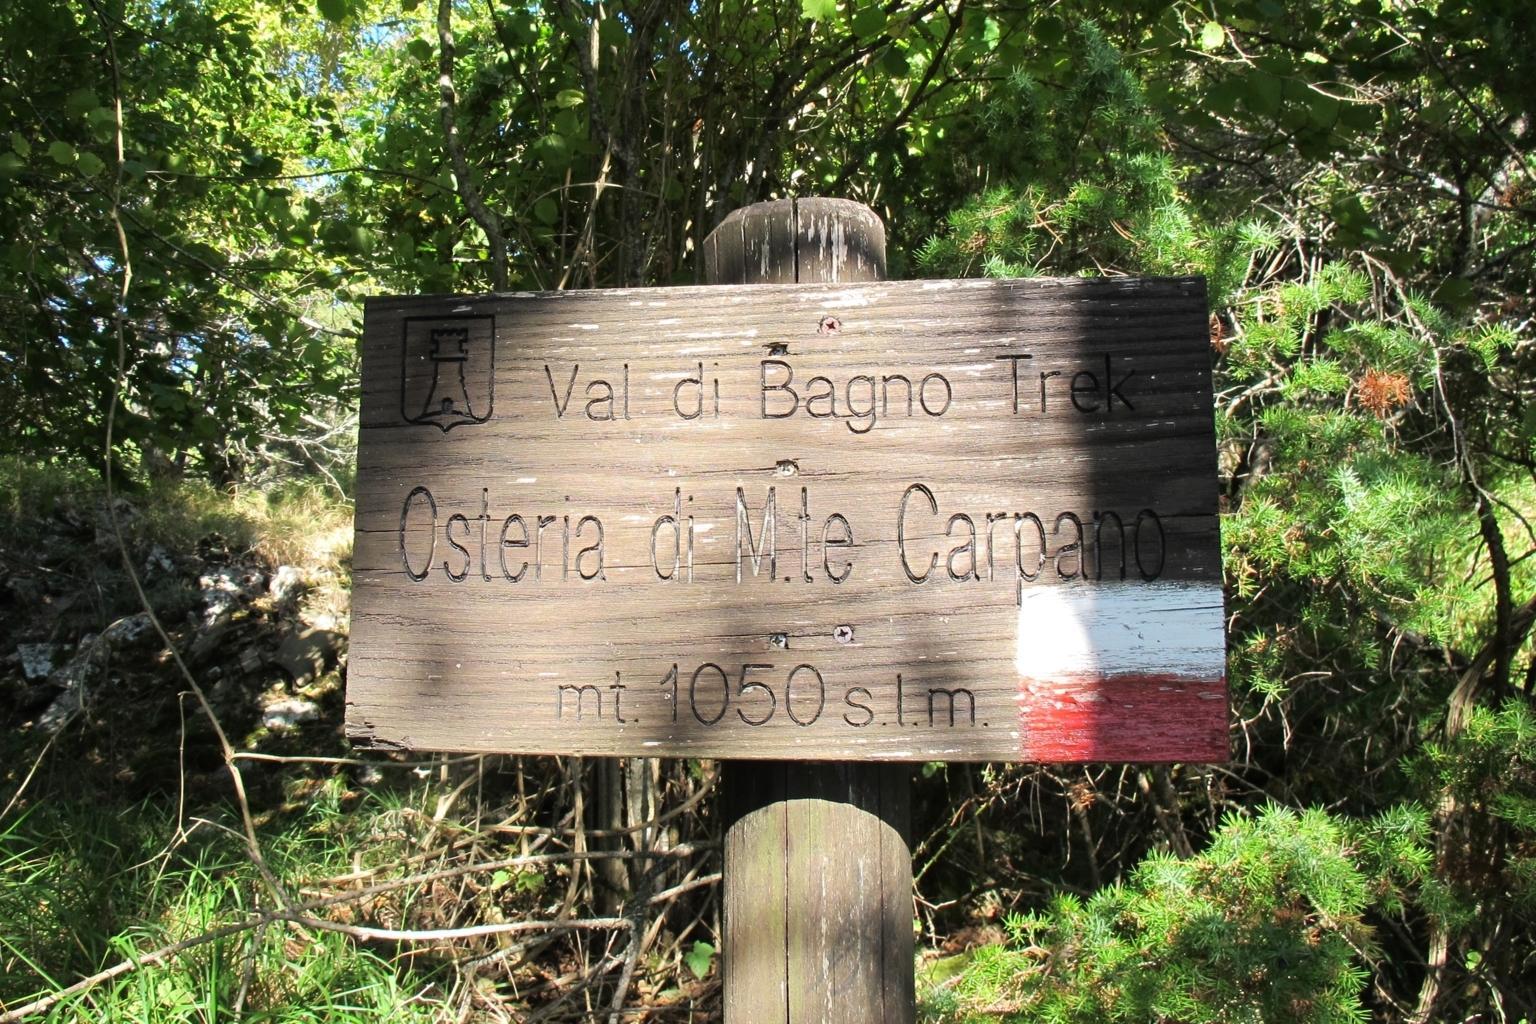 Val di Bagno Trek
Osteria di M.te Carpano
mt. 1050 s.l.m.